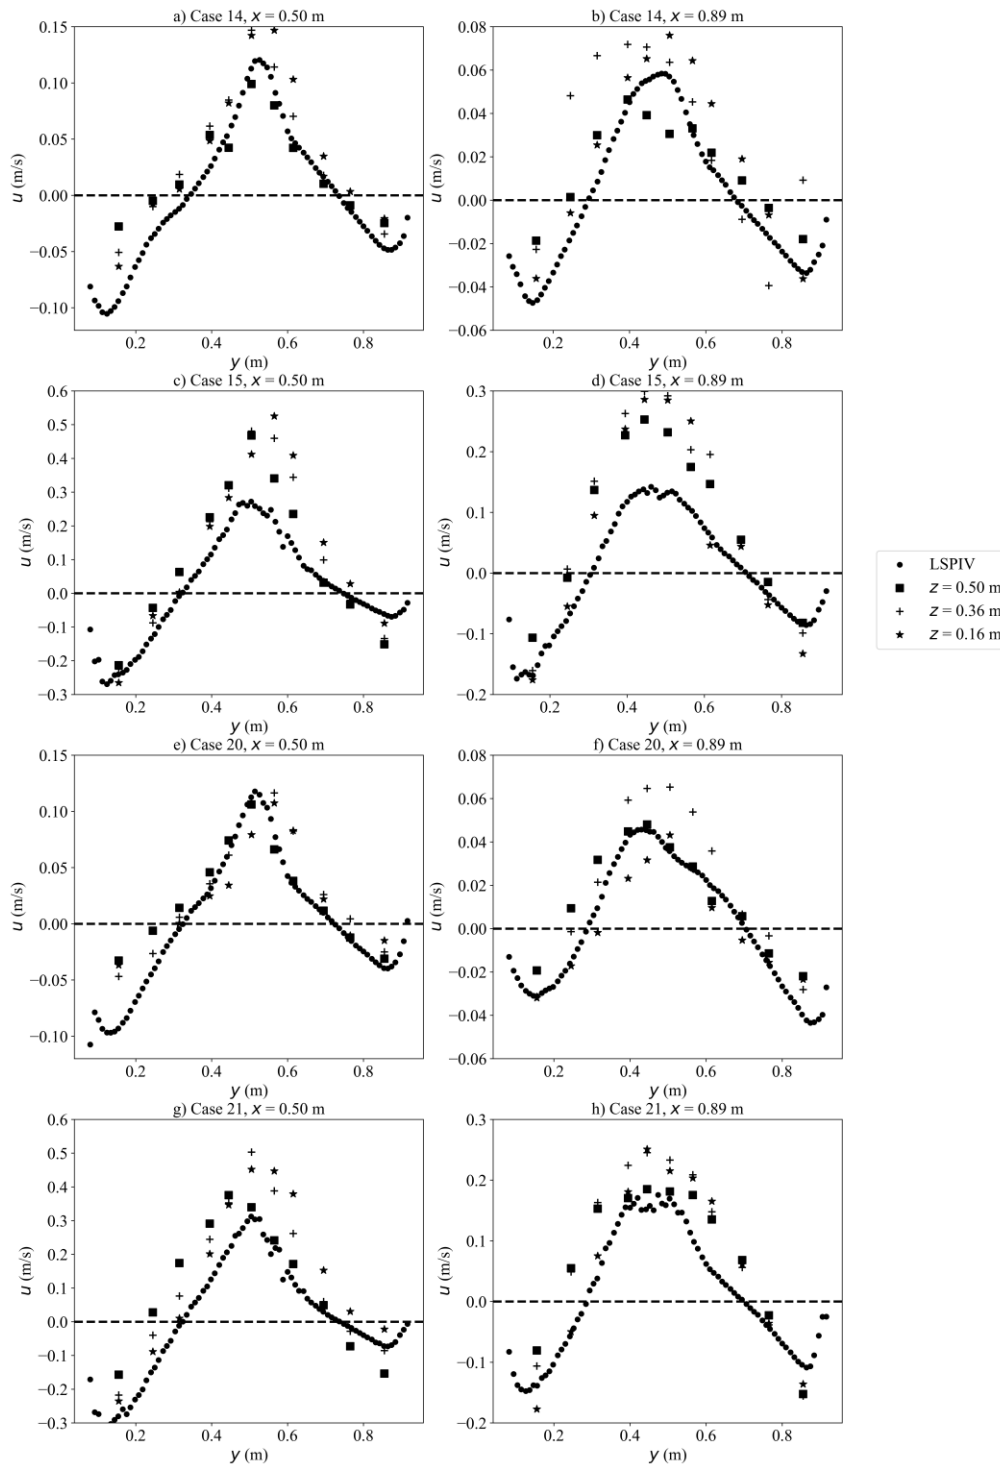 a) Case 14, x = 0.50 m
b) Case 14, x = 0.89 m
0.15
0.10
0.05
0.00
−0.05
−0.10
u (m/s)
0.2 0.4 0.6 0.8
y (m)
0.08
0.06
0.04
0.02
0.00
−0.02
−0.04
−0.06
u (m/s)
0.2 0.4 0.6 0.8
y (m)
c) Case 15, x = 0.50 m
d) Case 15, x = 0.89 m
0.6
0.5
0.4
0.3
0.2
0.1
0.0
−0.1
−0.2
−0.3
u (m/s)
0.2 0.4 0.6 0.8
y (m)
0.3
0.2
0.1
0.0
−0.1
−0.2
u (m/s)
0.2 0.4 0.6 0.8
y (m)
LSPIV
z = 0.50 m
z = 0.36 m
z = 0.16 m
e) Case 20, x = 0.50 m
f) Case 20, x = 0.89 m
0.15
0.10
0.05
0.00
−0.05
−0.10
u (m/s)
0.2 0.4 0.6 0.8
y (m)
0.08
0.06
0.04
0.02
0.00
−0.02
−0.04
−0.06
u (m/s)
0.2 0.4 0.6 0.8
y (m)
g) Case 21, x = 0.50 m
h) Case 21, x = 0.89 m
0.6
0.5
0.4
0.3
0.2
0.1
0.0
−0.1
−0.2
−0.3
u (m/s)
0.2 0.4 0.6 0.8
y (m)
0.3
0.2
0.1
0.0
−0.1
−0.2
u (m/s)
0.2 0.4 0.6 0.8
y (m)